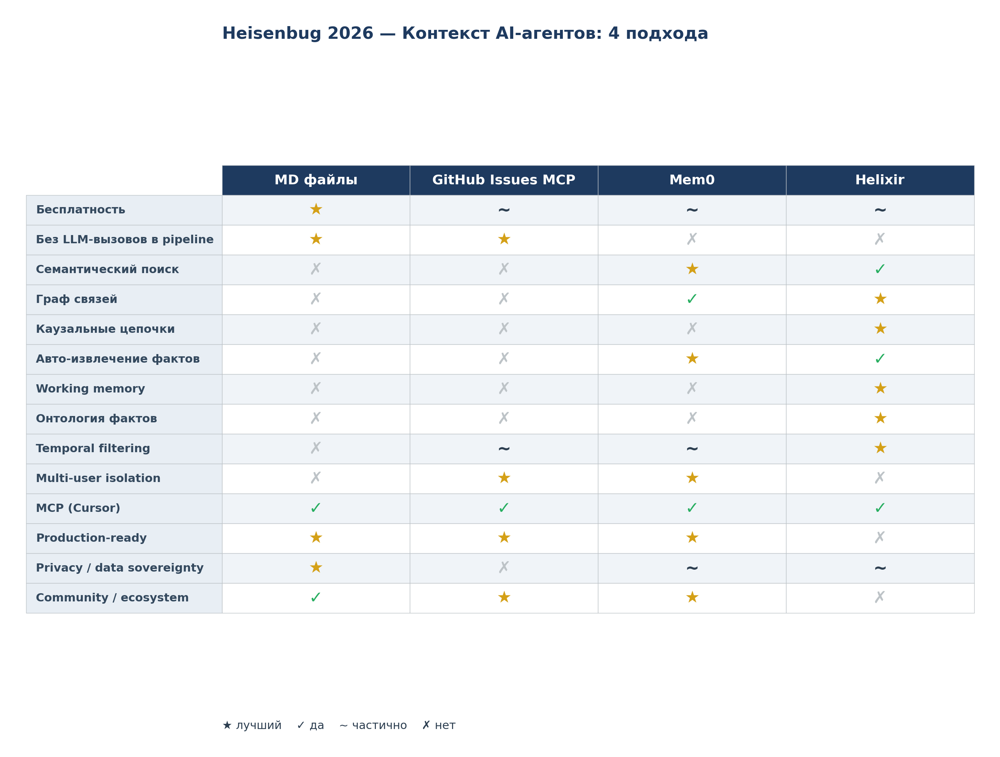 Heisenbug 2026 — Контекст AI-агентов: 4 подхода
MD файлы GitHub Issues MCP Mem0 Helixir
Бесплатность ★ ~ ~ ~
Без LLM-вызовов в pipeline ★ ★ ✗ ✗
Семантический поиск ✗ ✗ ★ ✓
Граф связей ✗ ✗ ✓ ★
Каузальные цепочки ✗ ✗ ✗ ★
Авто-извлечение фактов ✗ ✗ ★ ✓
Working memory ✗ ✗ ✗ ★
Онтология фактов ✗ ✗ ✗ ★
Temporal filtering ✗ ~ ~ ★
Multi-user isolation ✗ ★ ★ ✗
MCP (Cursor) ✓ ✓ ✓ ✓
Production-ready ★ ★ ★ ✗
Privacy / data sovereignty ★ ✗ ~ ~
Community / ecosystem ✓ ★ ★ ✗
★ лучший ✓ да ~ частично ✗ нет